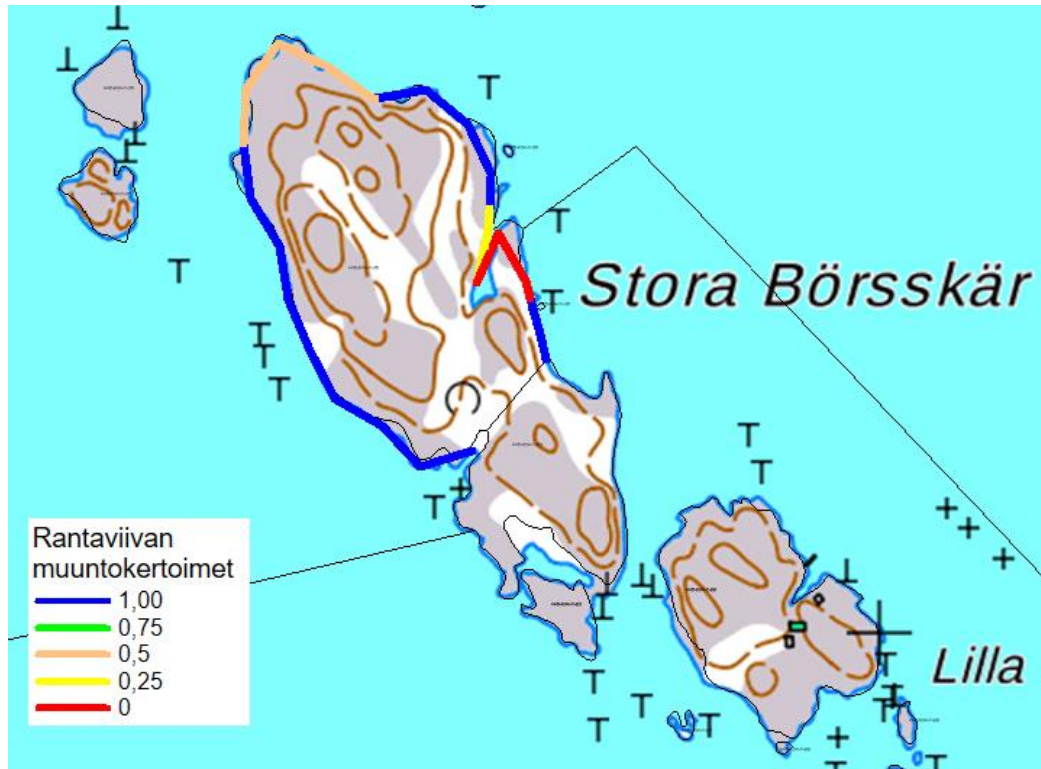 Stora Börsskär
Rantaviivan
muuntokertoimet
1,00
0,75
0,5
0,25
0
Lilla